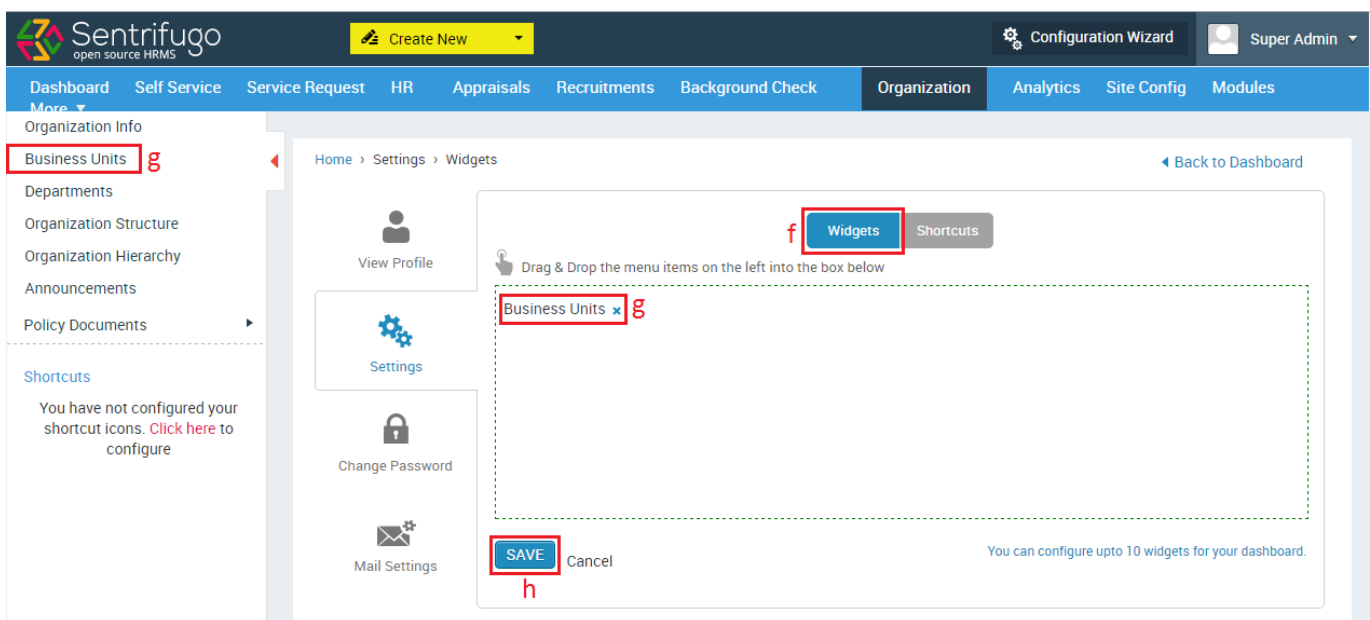 Sentrifugo
open source HRMS
Create New
Configuration Wizard
Super Admin
Dashboard Self Service Service Request HR Appraisals Recruitments Background Check Organization Analytics Site Config Modules
More
Organization Info
Business Units g
Departments
Organization Structure
Organization Hierarchy
Announcements
Policy Documents
Shortcuts
You have not configured your
shortcut icons. Click here to
configure
Home › Settings › Widgets
Back to Dashboard
View Profile
Settings
Change Password
Mail Settings
f Widgets Shortcuts
Drag & Drop the menu items on the left into the box below
Business Units x g
SAVE Cancel
h
You can configure upto 10 widgets for your dashboard.